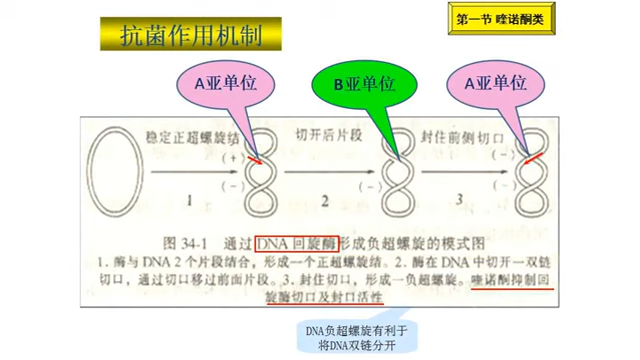 第一节 喹诺酮类
抗菌作用机制
A亚单位
B亚单位
A亚单位
稳定正超螺旋结
切开后片段
封住前侧切口
(+)
(−)
(−)
(−)
(−)
1
2
3
图 34-1 通过DNA 回旋酶形成负超螺旋的模式图
1. 酶与 DNA 2 个片段结合，形成一个正超螺旋结。2. 酶在 DNA 中切开一双链
切口，通过切口移过前面片段。3. 封住切口，形成一负超螺旋。喹诺酮抑制回
旋酶切口及封口活性
DNA负超螺旋有利于
将DNA双链分开